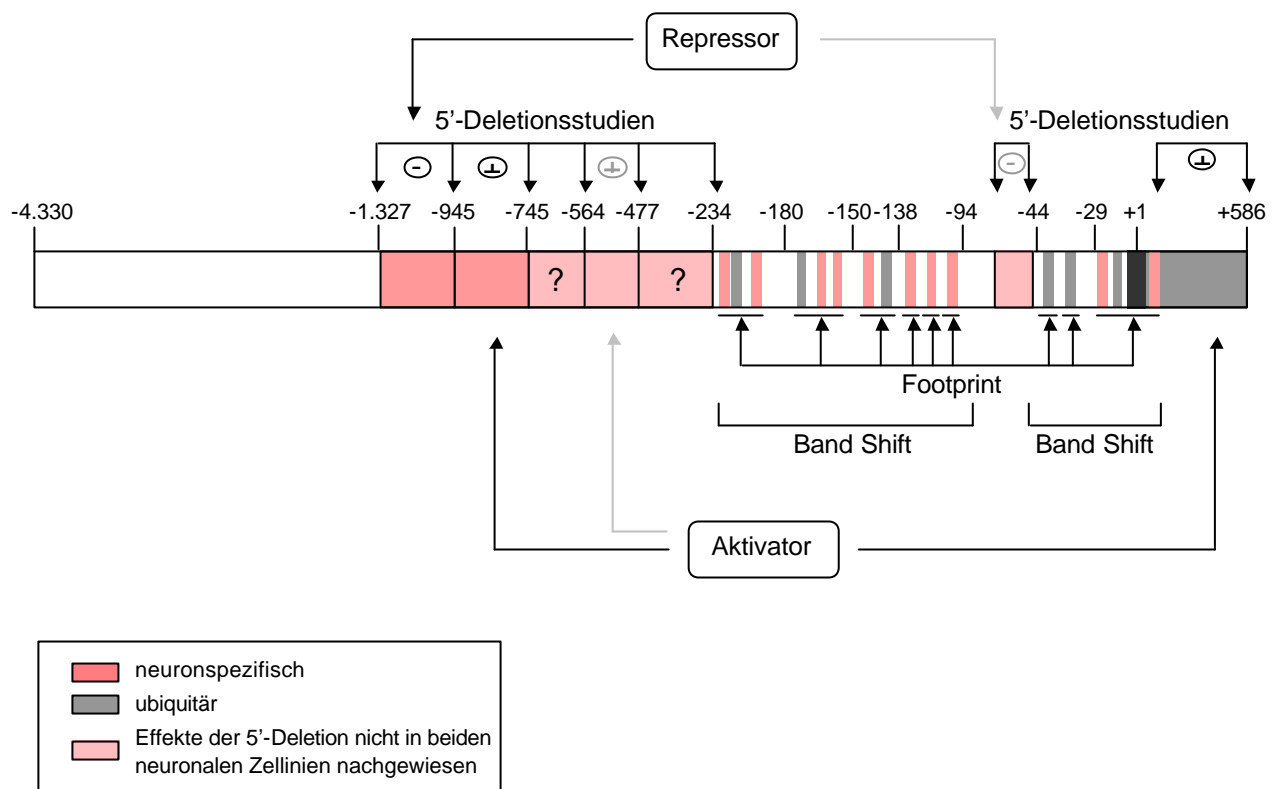 Repressor
5'-Deletionsstudien 5'-Deletionsstudien
- + + - +
-4.330 -1.327 -945 -745 -564 -477 -234 -180 -150 -138 -94 -44 -29 +1 +586
? ?
Footprint
Band Shift Band Shift
Aktivator
neuronspezifisch
ubiquitär
Effekte der 5'-Deletion nicht in beiden
neuronalen Zellinien nachgewiesen